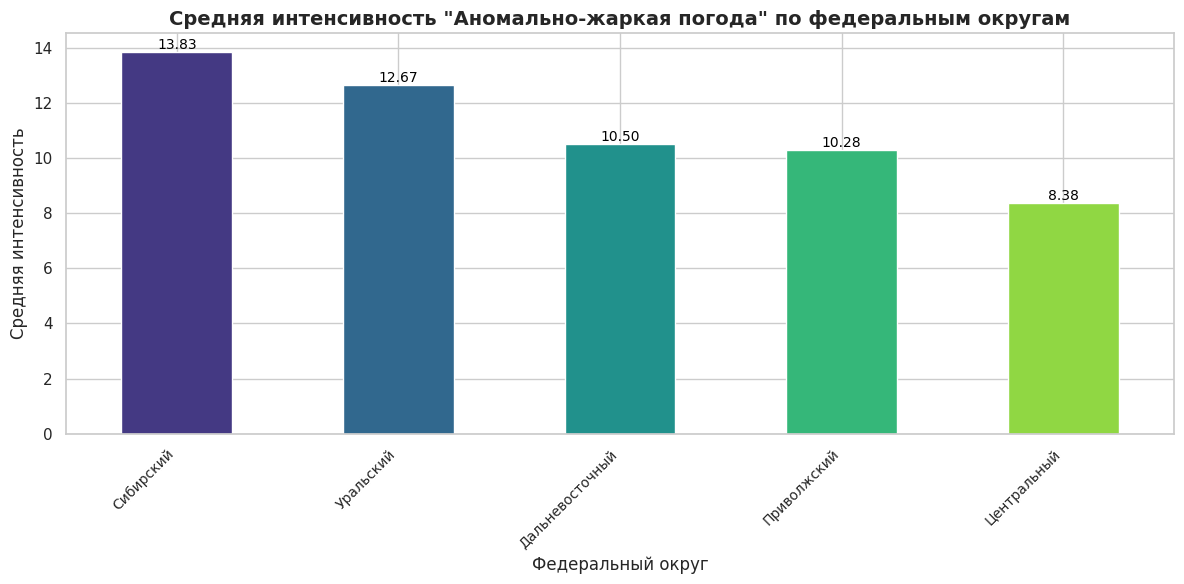 Средняя интенсивность "Аномально-жаркая погода" по федеральным округам
Средняя интенсивность
14
12
10
8
6
4
2
0
13.83
12.67
10.50
10.28
8.38
Сибирский
Уральский
Дальневосточный
Приволжский
Центральный
Федеральный округ